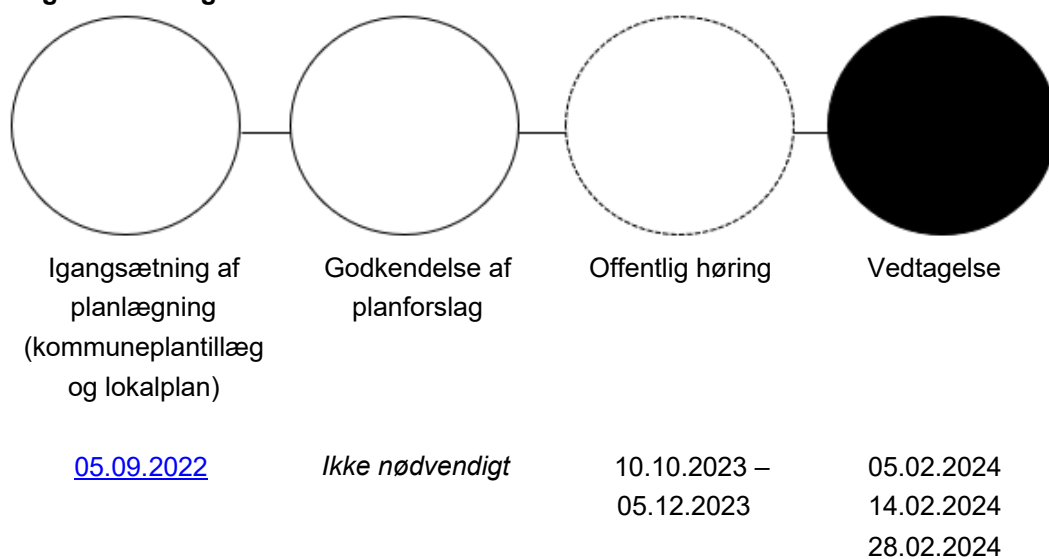 Igangsætning af
planlægning
(kommuneplantillæg
og lokalplan)
Godkendelse af
planforslag
Offentlig høring
Vedtagelse
05.09.2022
Ikke nødvendigt
10.10.2023 –
05.12.2023
05.02.2024
14.02.2024
28.02.2024